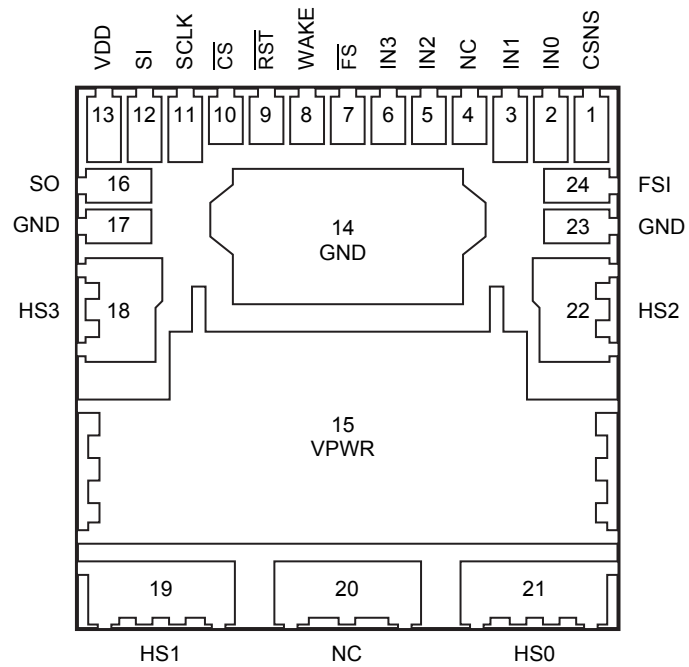 VDD SI SCLK CS RST WAKE FS IN3 IN2 NC IN1 IN0 CSNS
13 12 11 10 9 8 7 6 5 4 3 2 1
SO 16 24 FSI
GND 17 23 GND
14
GND
HS3 18 22 HS2
15
VPWR
19 20 21
HS1 NC HS0